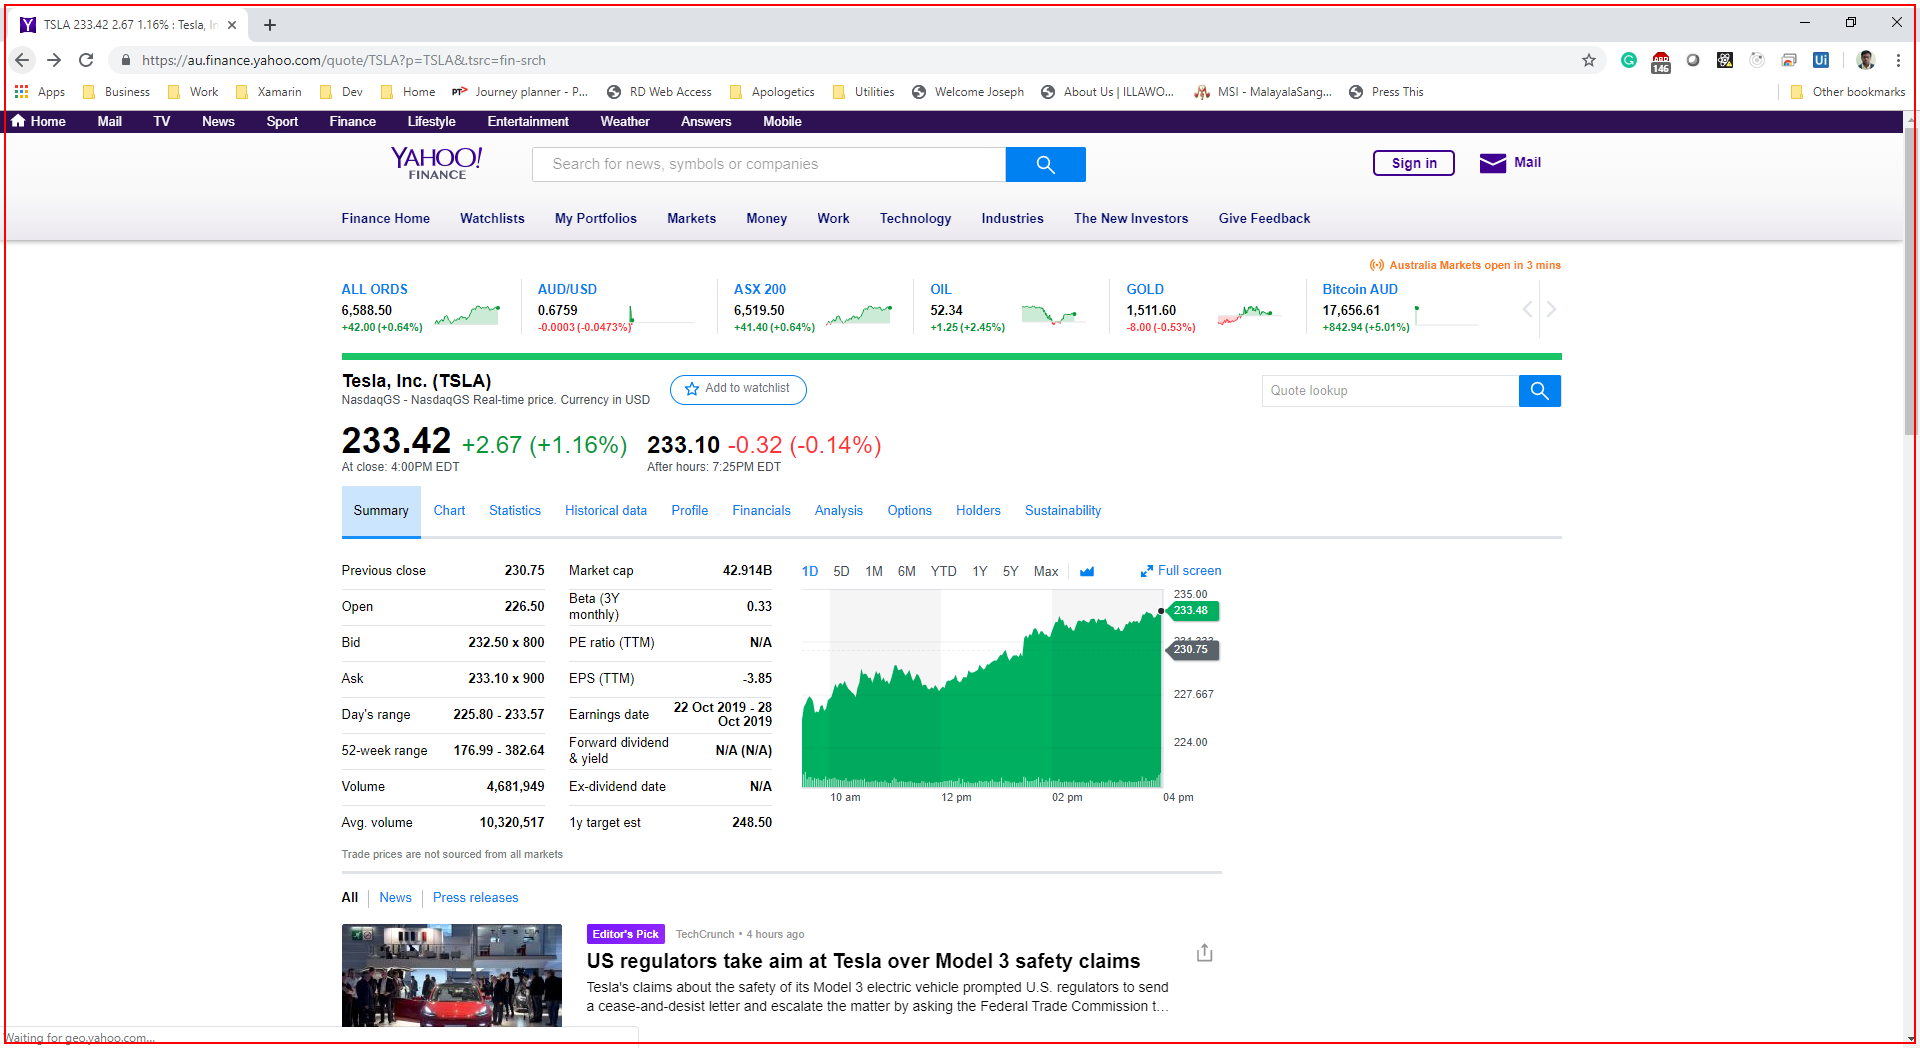 TSLA 233.42 2.67 1.16% : Tesla, In
https://au.finance.yahoo.com/quote/TSLA?p=TSLA&.tsrc=fin-srch
146
Ui
Apps Business Work Xamarin Dev Home PT> Journey planner - P... RD Web Access Apologetics Utilities Welcome Joseph About Us | ILLAWO... MSI - MalayalaSang... Press This Other bookmarks
Home Mail TV News Sport Finance Lifestyle Entertainment Weather Answers Mobile
YAHOO!
FINANCE
Search for news, symbols or companies
Sign in
Mail
Finance Home Watchlists My Portfolios Markets Money Work Technology Industries The New Investors Give Feedback
Australia Markets open in 3 mins
ALL ORDS AUD/USD ASX 200 OIL GOLD Bitcoin AUD
6,588.50 0.6759 6,519.50 52.34 1,511.60 17,656.61
+42.00 (+0.64%) -0.0003 (-0.0473%) +41.40 (+0.64%) +1.25 (+2.45%) -8.00 (-0.53%) +842.94 (+5.01%)
Tesla, Inc. (TSLA)
NasdaqGS - NasdaqGS Real-time price. Currency in USD
Add to watchlist
Quote lookup
233.42 +2.67 (+1.16%) 233.10 -0.32 (-0.14%)
At close: 4:00PM EDT After hours: 7:25PM EDT
Summary Chart Statistics Historical data Profile Financials Analysis Options Holders Sustainability
Previous close 230.75
Open 226.50
Bid 232.50 x 800
Ask 233.10 x 900
Day's range 225.80 - 233.57
52-week range 176.99 - 382.64
Volume 4,681,949
Avg. volume 10,320,517
Market cap 42.914B
Beta (3Y
monthly) 0.33
PE ratio (TTM) N/A
EPS (TTM) -3.85
Earnings date 22 Oct 2019 - 28
Oct 2019
Forward dividend
& yield N/A (N/A)
Ex-dividend date N/A
1y target est 248.50
1D 5D 1M 6M YTD 1Y 5Y Max Full screen
235.00
233.48
230.75
227.667
224.00
10 am 12 pm 02 pm 04 pm
Trade prices are not sourced from all markets
All News Press releases
Editor's Pick TechCrunch • 4 hours ago
US regulators take aim at Tesla over Model 3 safety claims
Tesla's claims about the safety of its Model 3 electric vehicle prompted U.S. regulators to send
a cease-and-desist letter and escalate the matter by asking the Federal Trade Commission t...
Waiting for geo.yahoo.com...